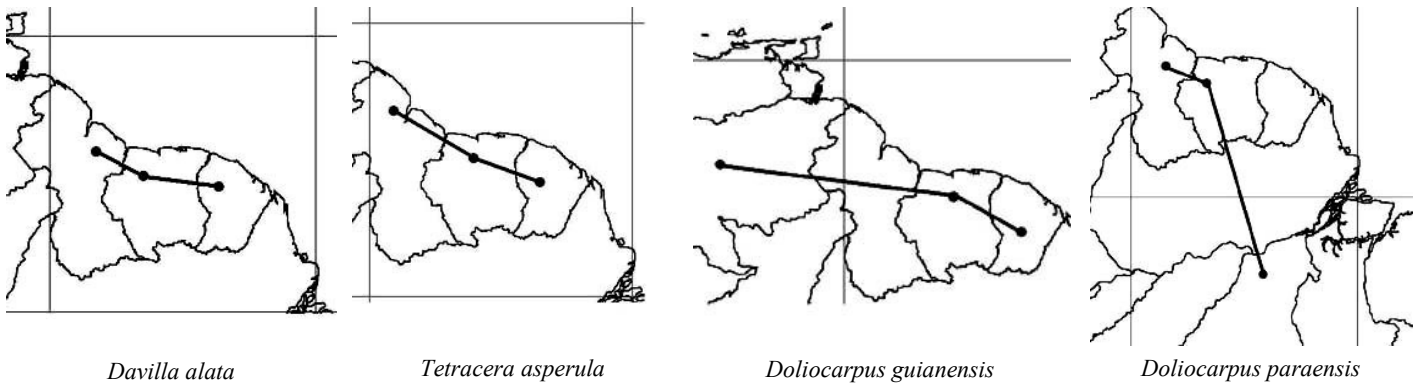 Davilla alata
Tetracera asperula
Doliocarpus guianensis
Doliocarpus paraensis